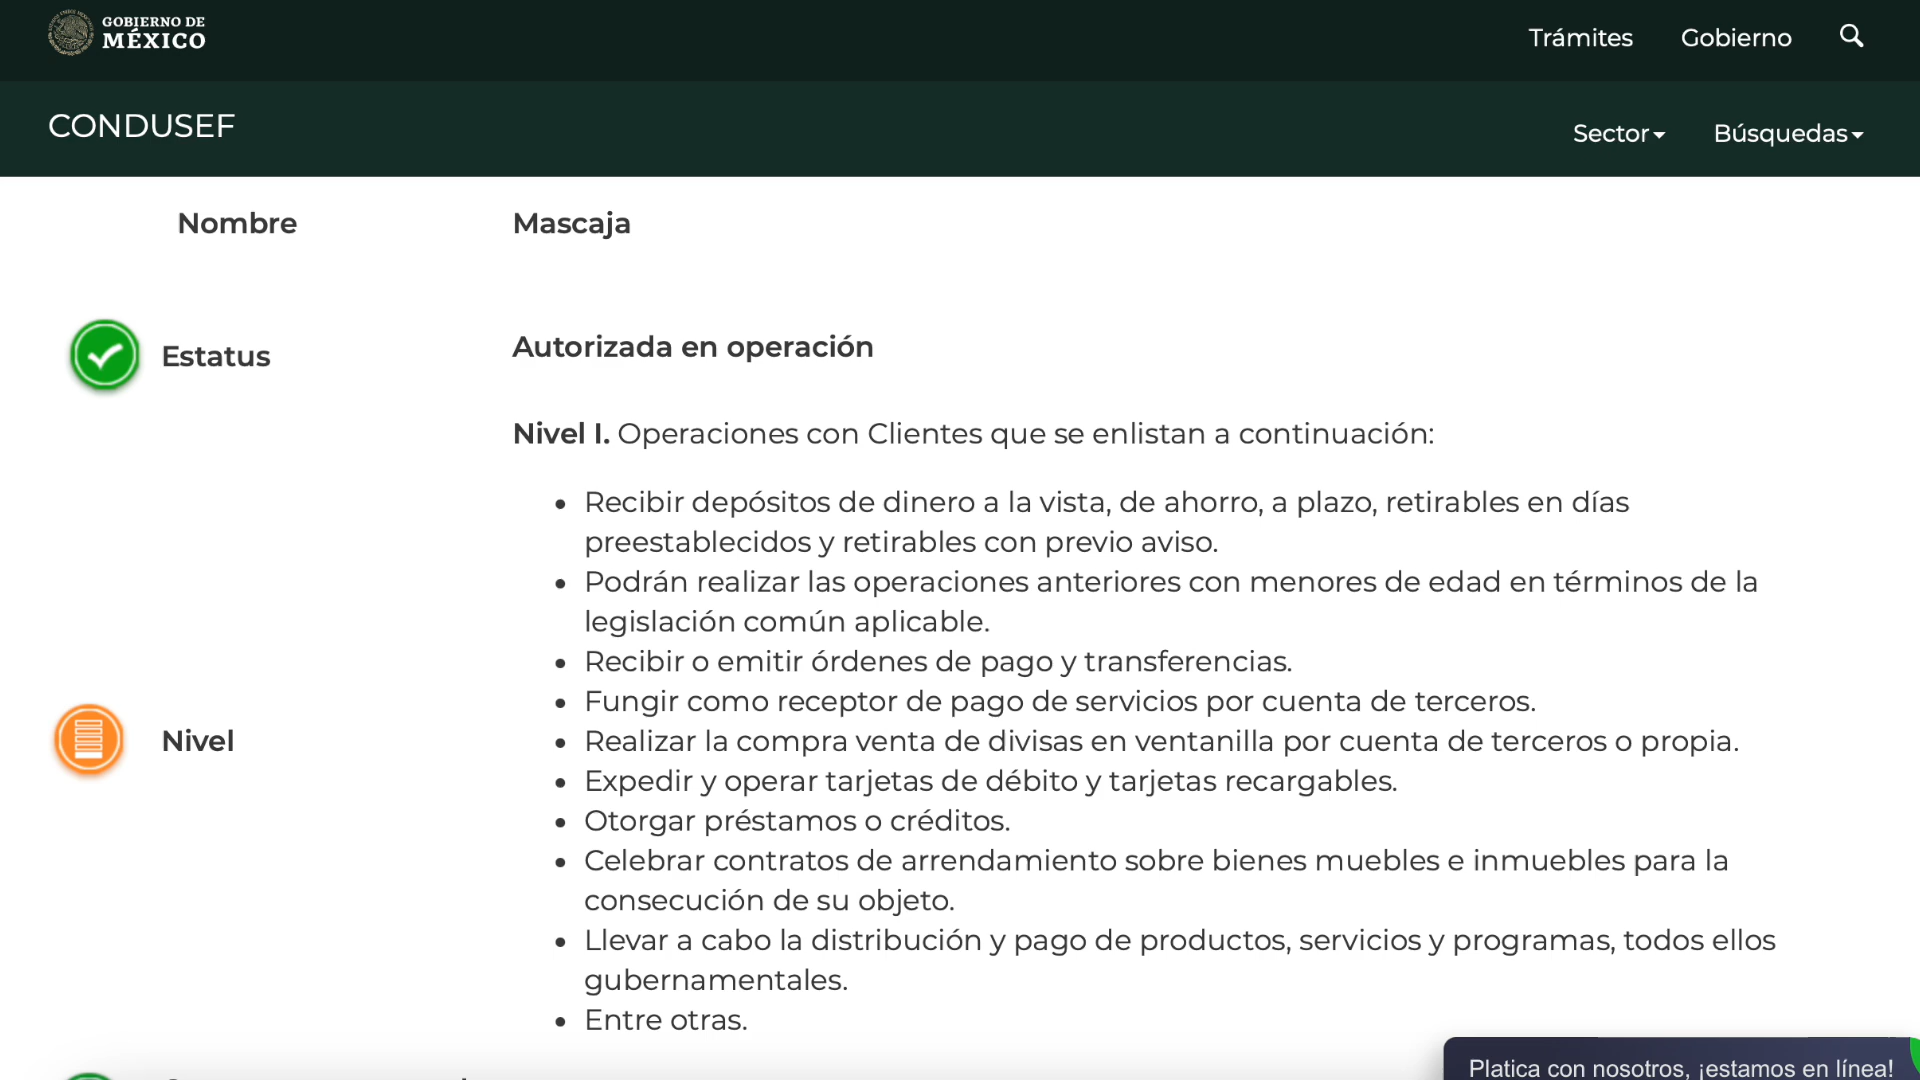 GOBIERNO DE
MÉXICO
Trámites
Gobierno
CONDUSEF
Sector
Búsquedas
Nombre
Mascaja
Estatus
Autorizada en operación
Nivel I. Operaciones con Clientes que se enlistan a continuación:
Recibir depósitos de dinero a la vista, de ahorro, a plazo, retirables en días
preestablecidos y retirables con previo aviso.
Podrán realizar las operaciones anteriores con menores de edad en términos de la
legislación común aplicable.
Recibir o emitir órdenes de pago y transferencias.
Fungir como receptor de pago de servicios por cuenta de terceros.
Nivel
Realizar la compra venta de divisas en ventanilla por cuenta de terceros o propia.
Expedir y operar tarjetas de débito y tarjetas recargables.
Otorgar préstamos o créditos.
Celebrar contratos de arrendamiento sobre bienes muebles e inmuebles para la
consecución de su objeto.
Llevar a cabo la distribución y pago de productos, servicios y programas, todos ellos
gubernamentales.
Entre otras.
Platica con nosotros, ¡estamos en línea!